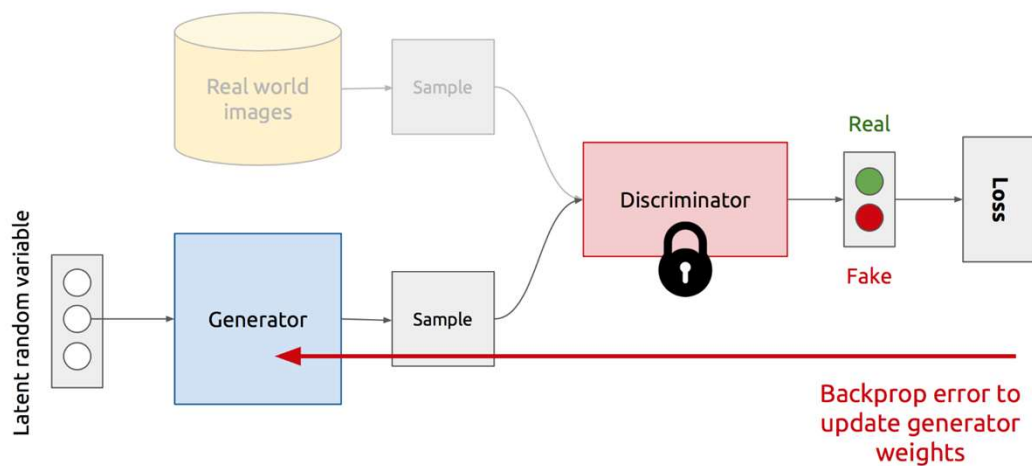 Real world
images
Sample
Real
Discriminator
Loss
Fake
Latent random variable
Generator
Sample
Backprop error to
update generator
weights